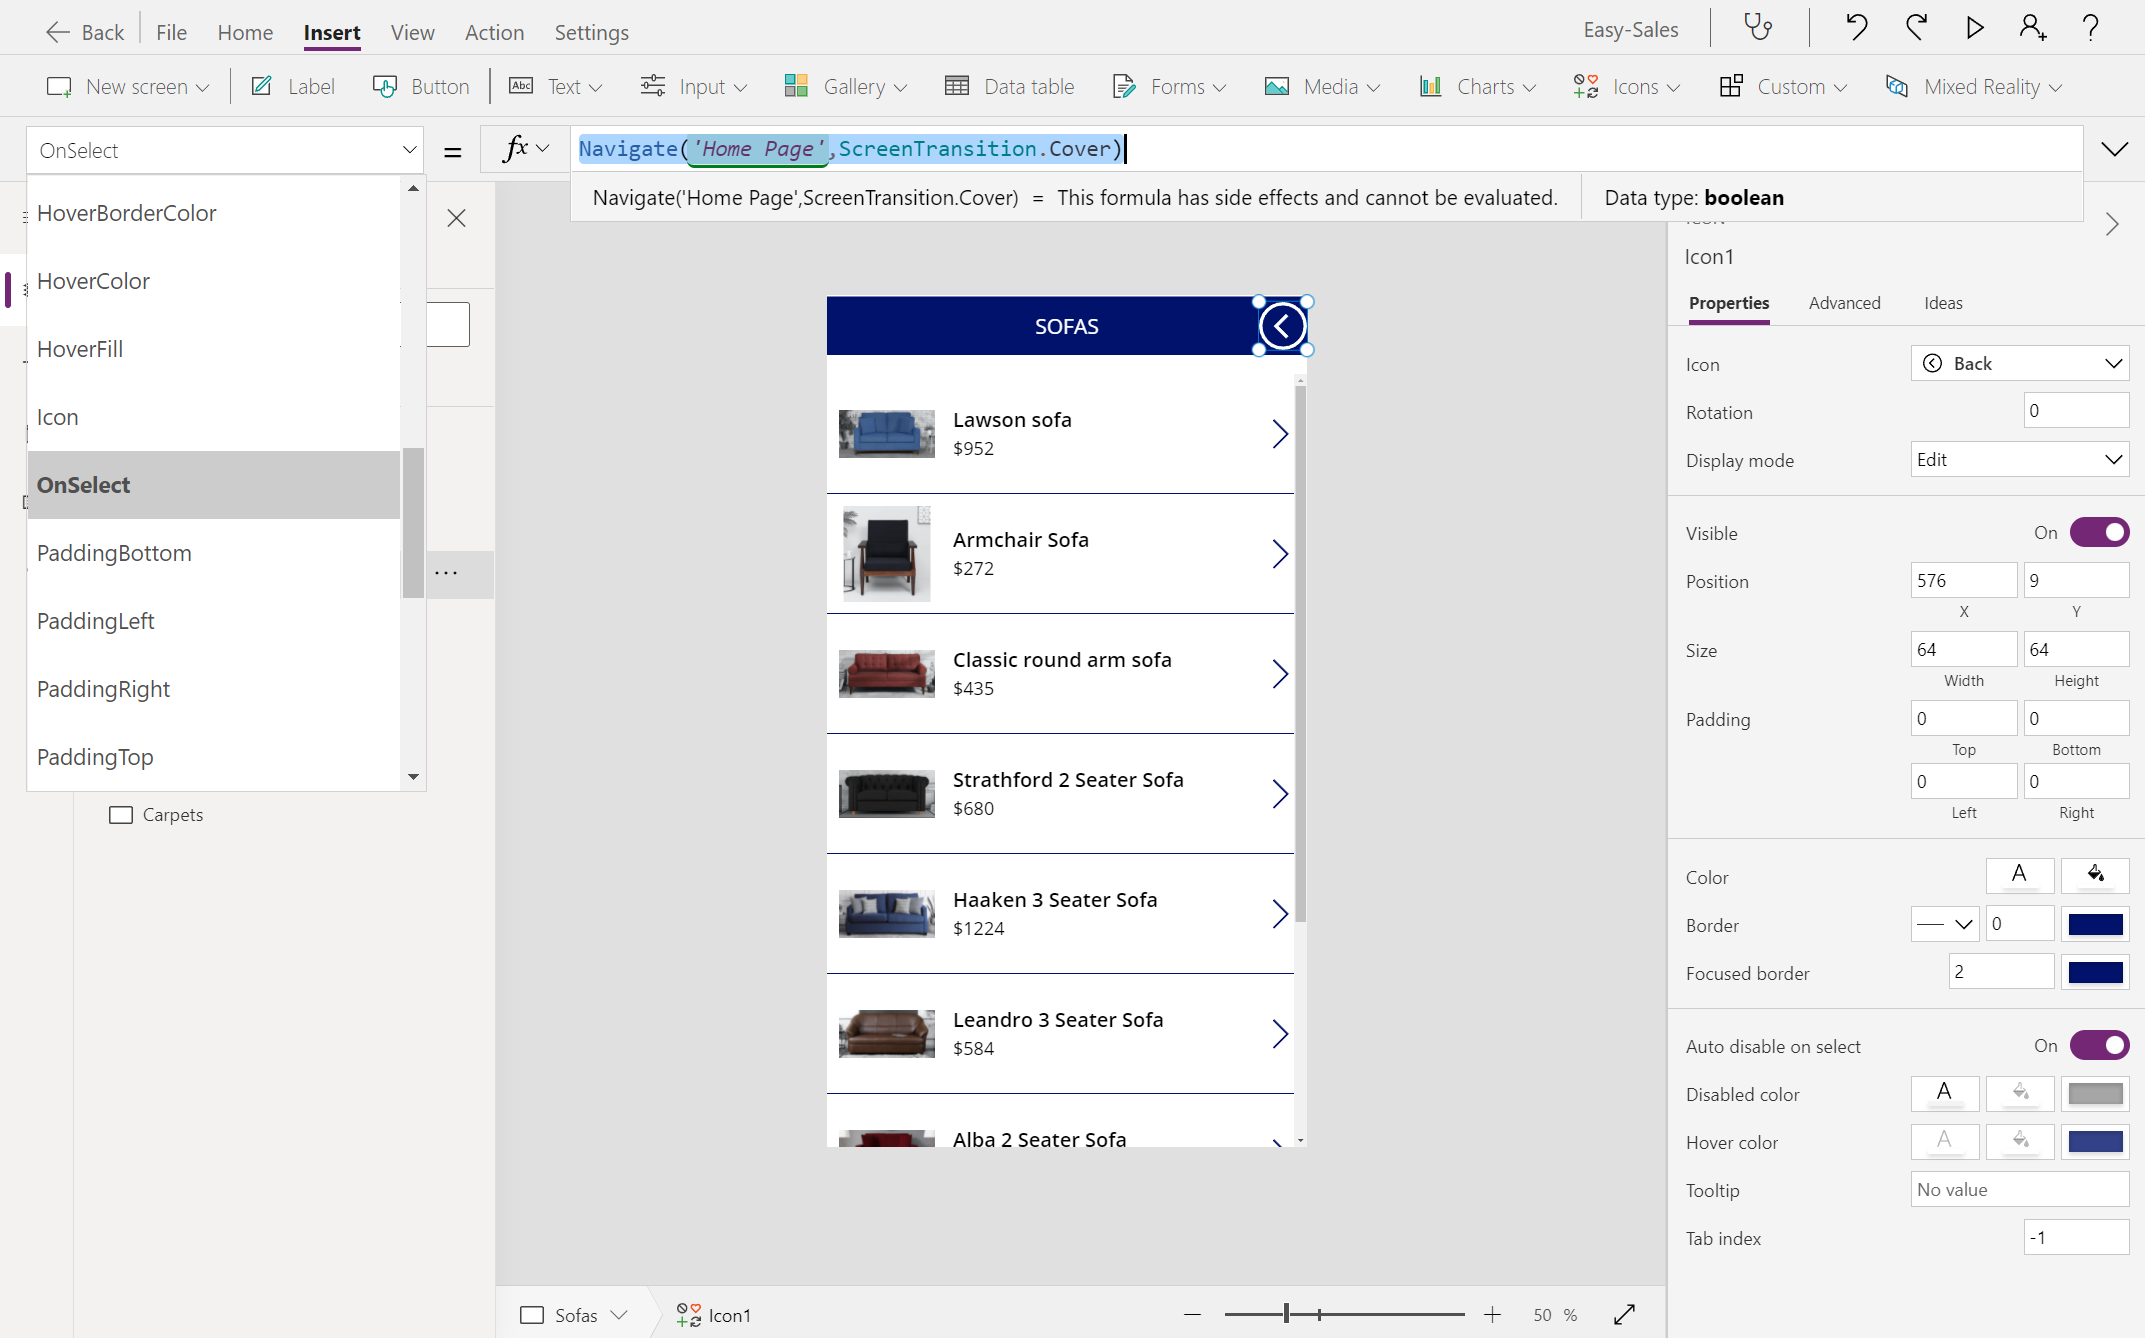 Back File Home Insert View Action Settings Easy-Sales
New screen Label Button Abc Text Input Gallery Data table Forms Media Charts Icons Custom Mixed Reality
OnSelect = fx Navigate('Home Page',ScreenTransition.Cover)
Navigate('Home Page',ScreenTransition.Cover) = This formula has side effects and cannot be evaluated. Data type: boolean
HoverBorderColor
HoverColor
HoverFill
Icon
OnSelect
PaddingBottom
PaddingLeft
PaddingRight
PaddingTop
Carpets
SOFAS
Lawson sofa
$952
Armchair Sofa
$272
Classic round arm sofa
$435
Strathford 2 Seater Sofa
$680
Haaken 3 Seater Sofa
$1224
Leandro 3 Seater Sofa
$584
Alba 2 Seater Sofa
Sofas Icon1 50 %
Icon1
Properties Advanced Ideas
Icon Back
Rotation 0
Display mode Edit
Visible On
Position 576 9
X Y
Size 64 64
Width Height
Padding 0 0
Top Bottom
0 0
Left Right
Color A
Border 0
Focused border 2
Auto disable on select On
Disabled color A
Hover color A
Tooltip No value
Tab index -1